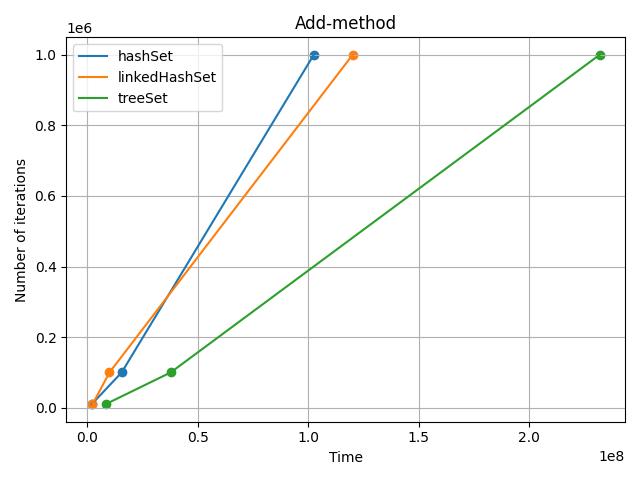 Add-method
1e6
hashSet
linkedHashSet
treeSet
1.0
0.8
0.6
0.4
0.2
0.0
Number of iterations
0.0 0.5 1.0 1.5 2.0
1e8
Time